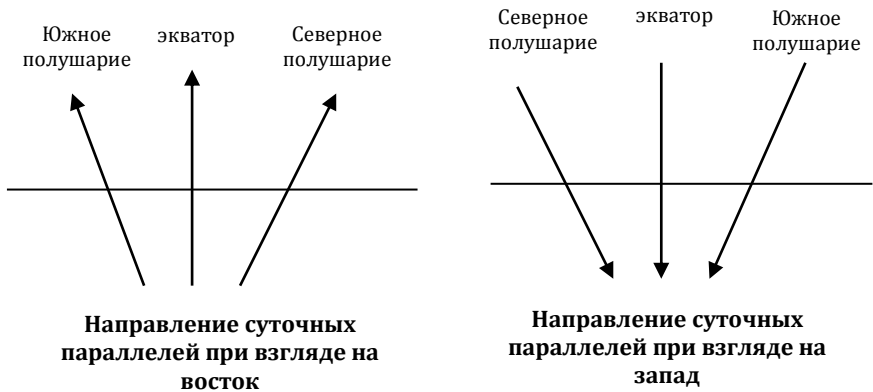 Южное
полушарие
экватор
Северное
полушарие
Направление суточных
параллелей при взгляде на
восток
Северное
полушарие
экватор
Южное
полушарие
Направление суточных
параллелей при взгляде на
запад